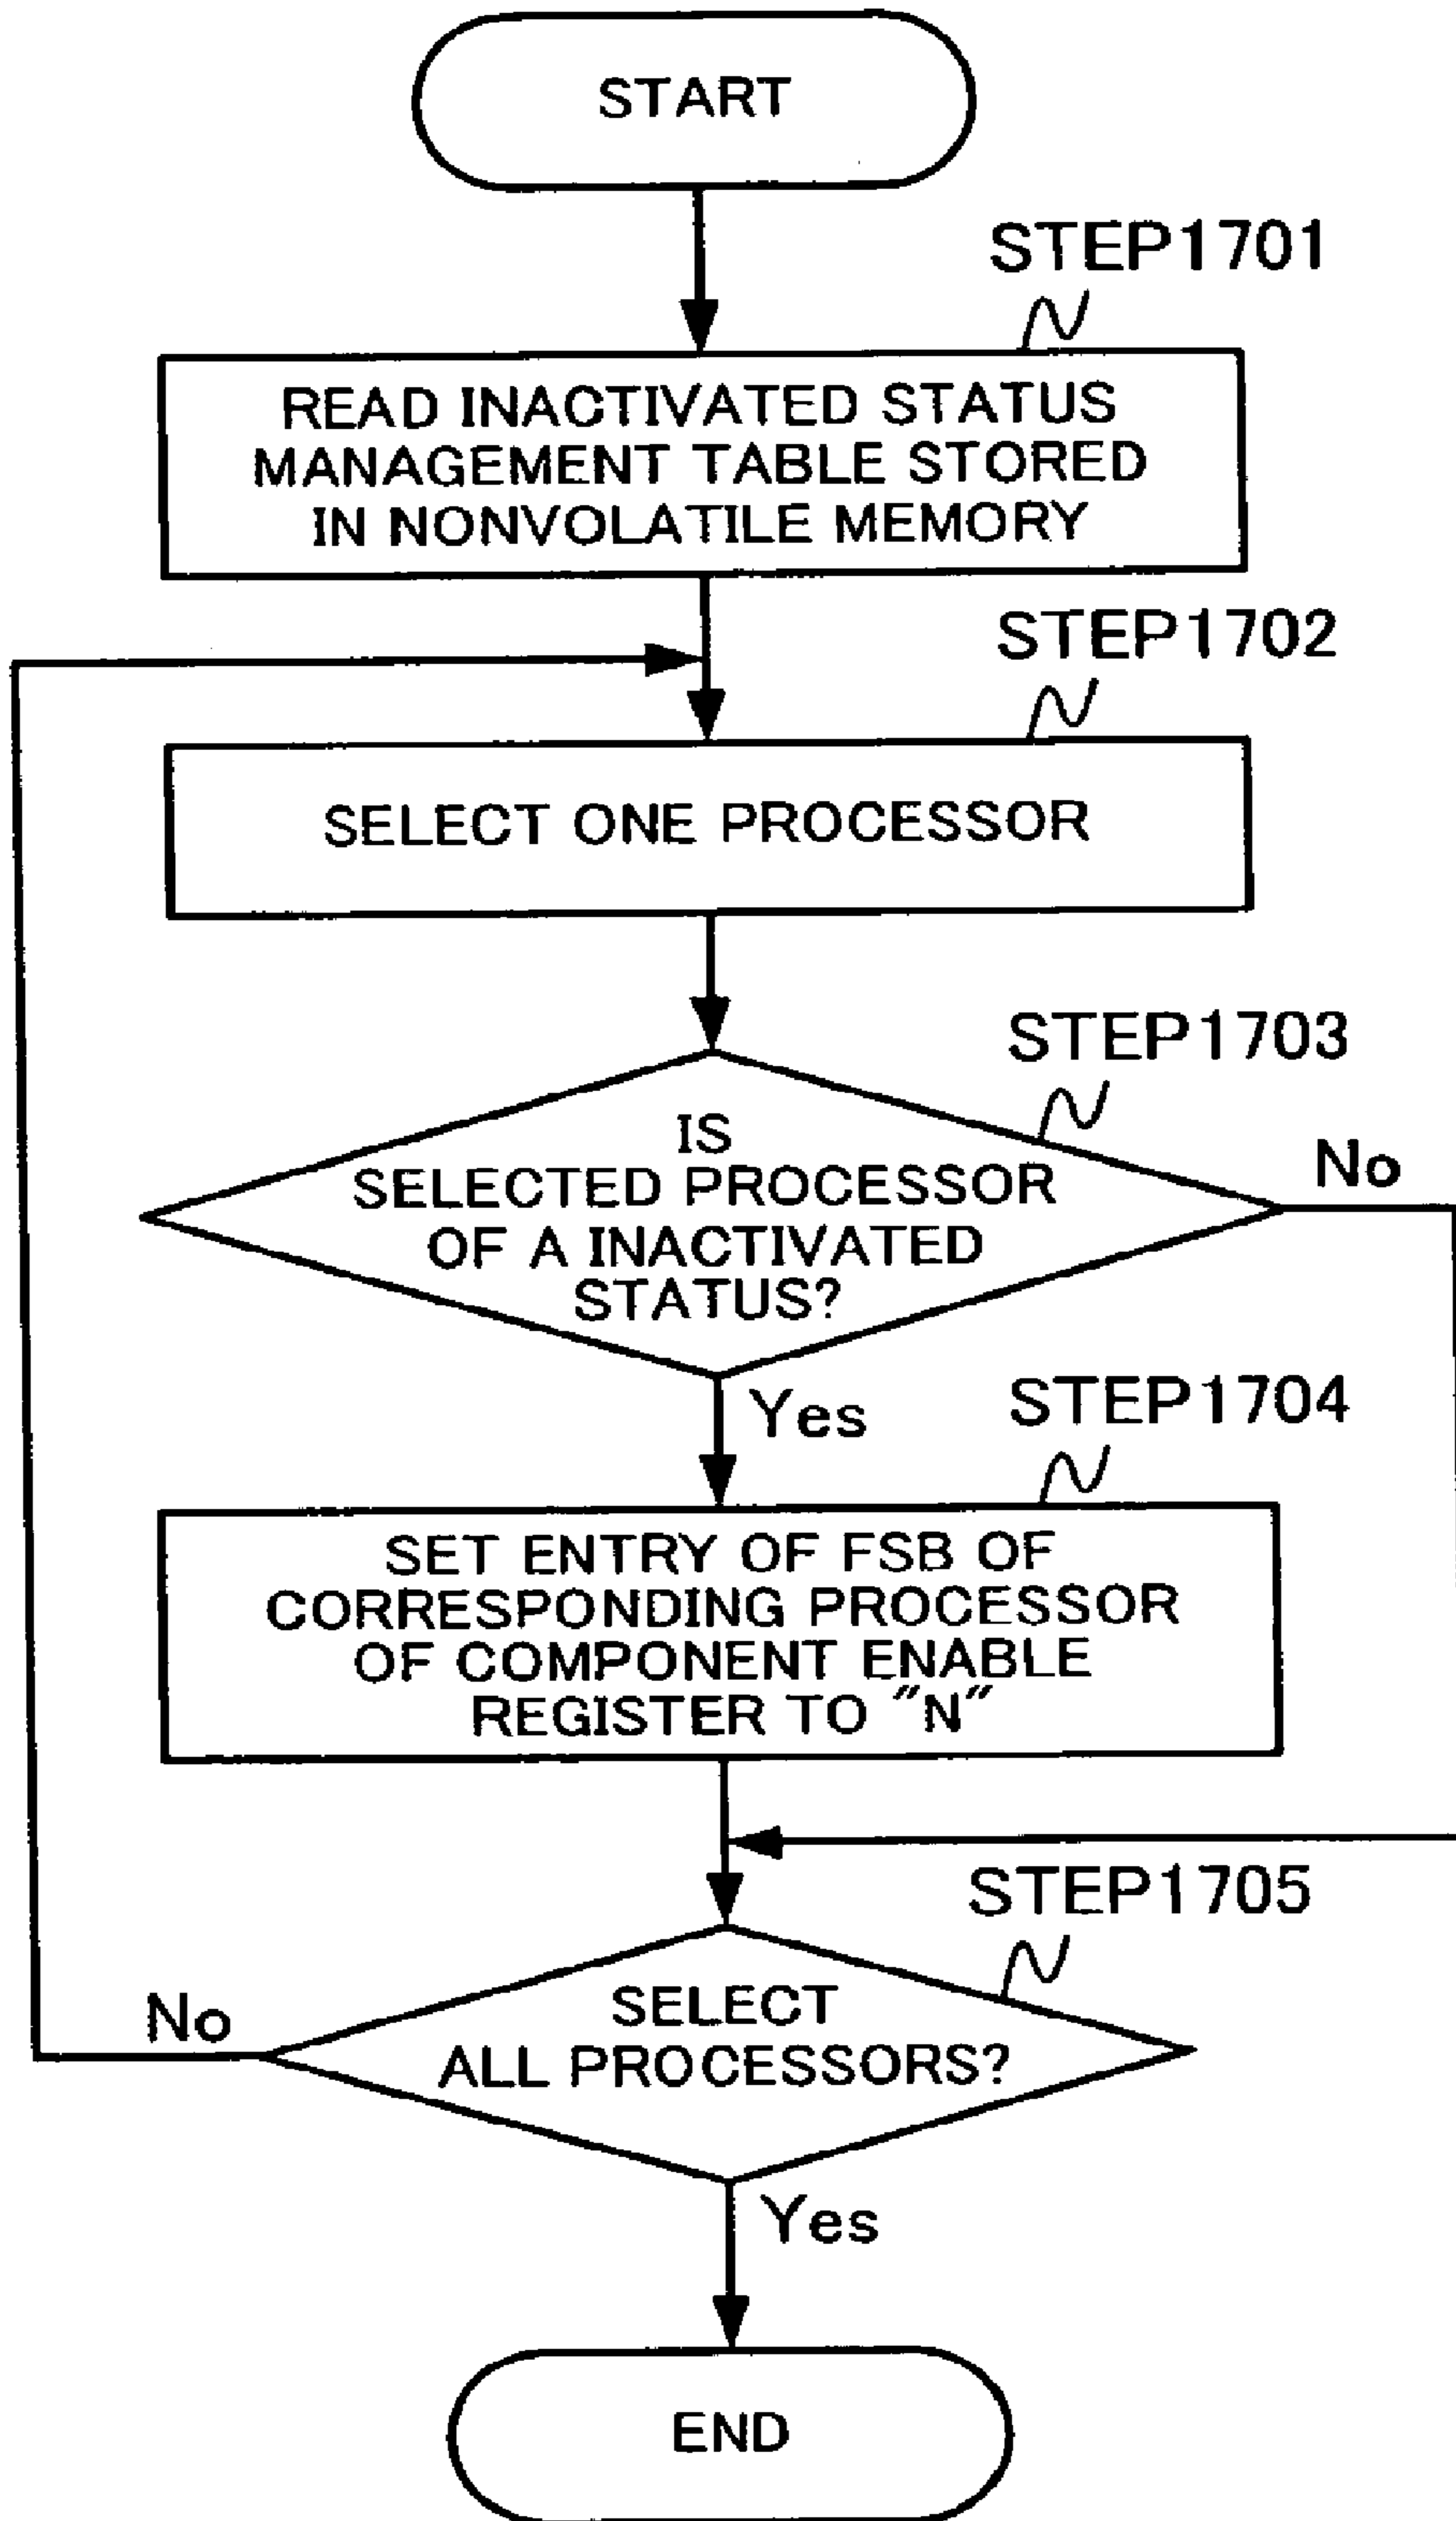 START
STEP1701
READ INACTIVATED STATUS
MANAGEMENT TABLE STORED
IN NONVOLATILE MEMORY
STEP1702
SELECT ONE PROCESSOR
STEP1703
IS
SELECTED PROCESSOR
OF A INACTIVATED
STATUS?
No
Yes
STEP1704
SET ENTRY OF FSB OF
CORRESPONDING PROCESSOR
OF COMPONENT ENABLE
REGISTER TO "N"
STEP1705
SELECT
ALL PROCESSORS?
No
Yes
END